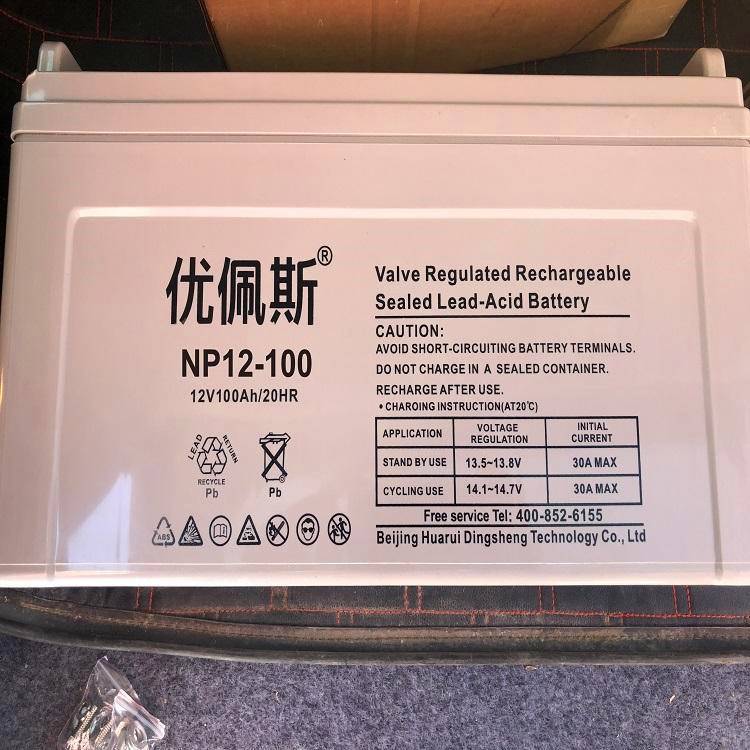 优佩斯®
NP12-100
12V100Ah/20HR
LEAD RETURN
RECYCLE
Pb
Pb
ABS
Valve Regulated Rechargeable
Sealed Lead-Acid Battery
CAUTION:
AVOID SHORT-CIRCUITING BATTERY TERMINALS.
DO NOT CHARGE IN A SEALED CONTAINER.
RECHARGE AFTER USE.
• CHAROING INSTRUCTION(AT20℃)
APPLICATION VOLTAGE REGULATION INITIAL CURRENT
STAND BY USE 13.5~13.8V 30A MAX
CYCLING USE 14.1~14.7V 30A MAX
Free service Tel: 400-852-6155
Beijing Huarui Dingsheng Technology Co., Ltd